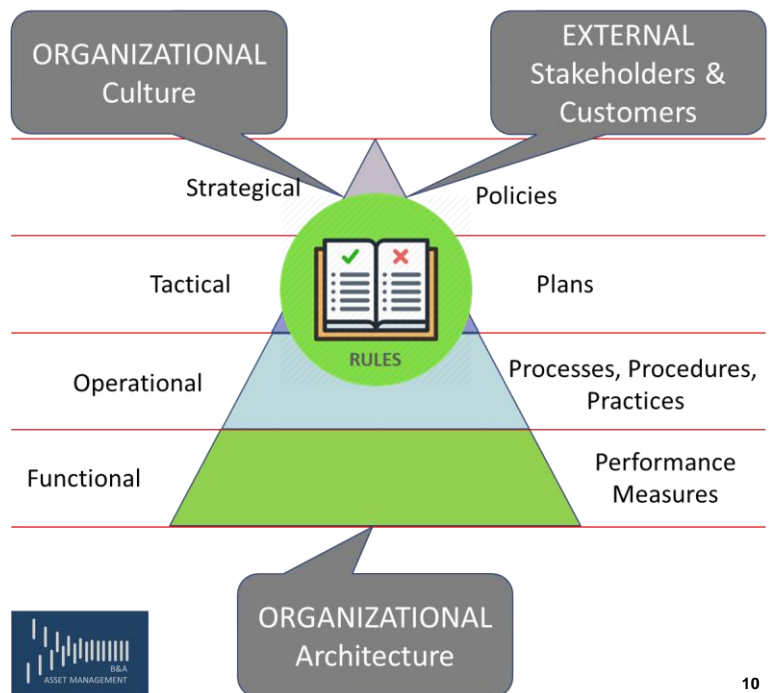 ORGANIZATIONAL
Culture
EXTERNAL
Stakeholders &
Customers
Strategical
Policies
Tactical
Plans
RULES
Operational
Processes, Procedures,
Practices
Functional
Performance
Measures
ORGANIZATIONAL
Architecture
B&A
ASSET MANAGEMENT
10